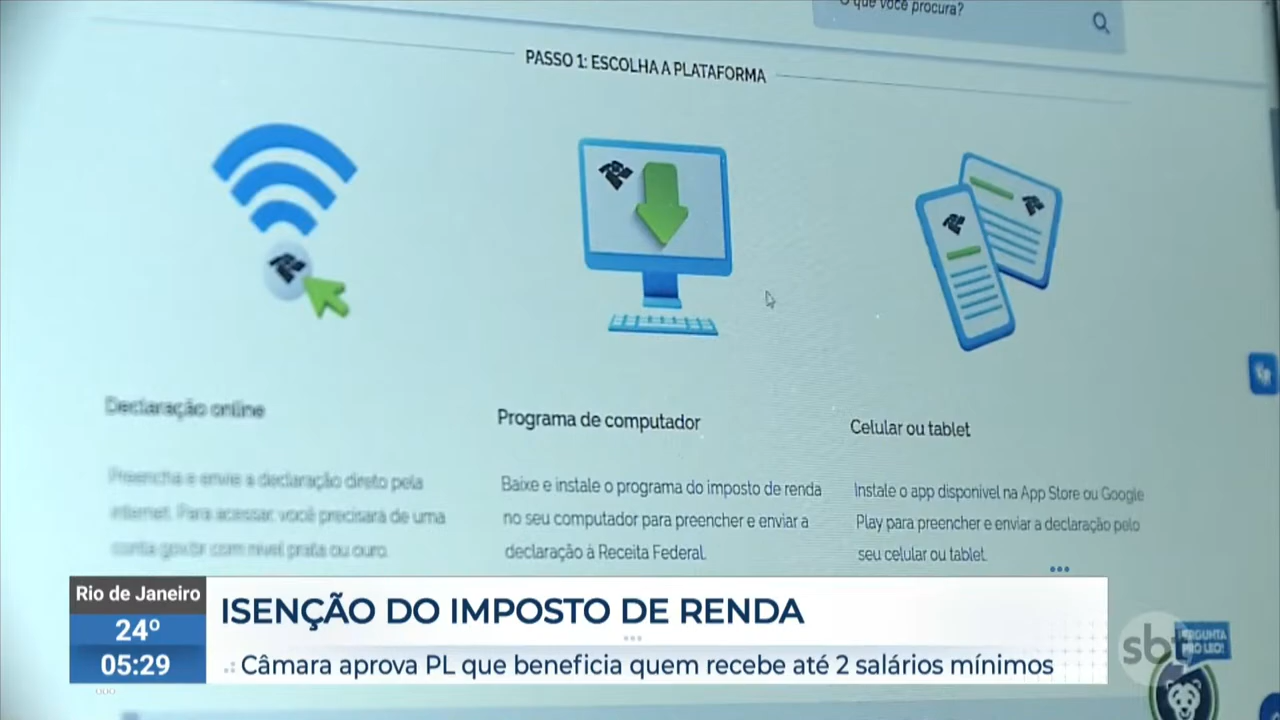 O que você procura?
PASSO 1: ESCOLHA A PLATAFORMA
Declaração online
Programa de computador
Celular ou tablet
Preencha e envie a declaração direto pela
internet. Para acessar, você precisará de uma
conta gov.br com nível prata ou ouro.
Baixe e instale o programa do imposto de renda
no seu computador para preencher e enviar a
declaração à Receita Federal.
Instale o app disponível na App Store ou Google
Play para preencher e enviar a declaração pelo
seu celular ou tablet.
Rio de Janeiro
24º
05:29
ISENÇÃO DO IMPOSTO DE RENDA
Câmara aprova PL que beneficia quem recebe até 2 salários mínimos
sbt
PERGUNTA
PRO LEO!